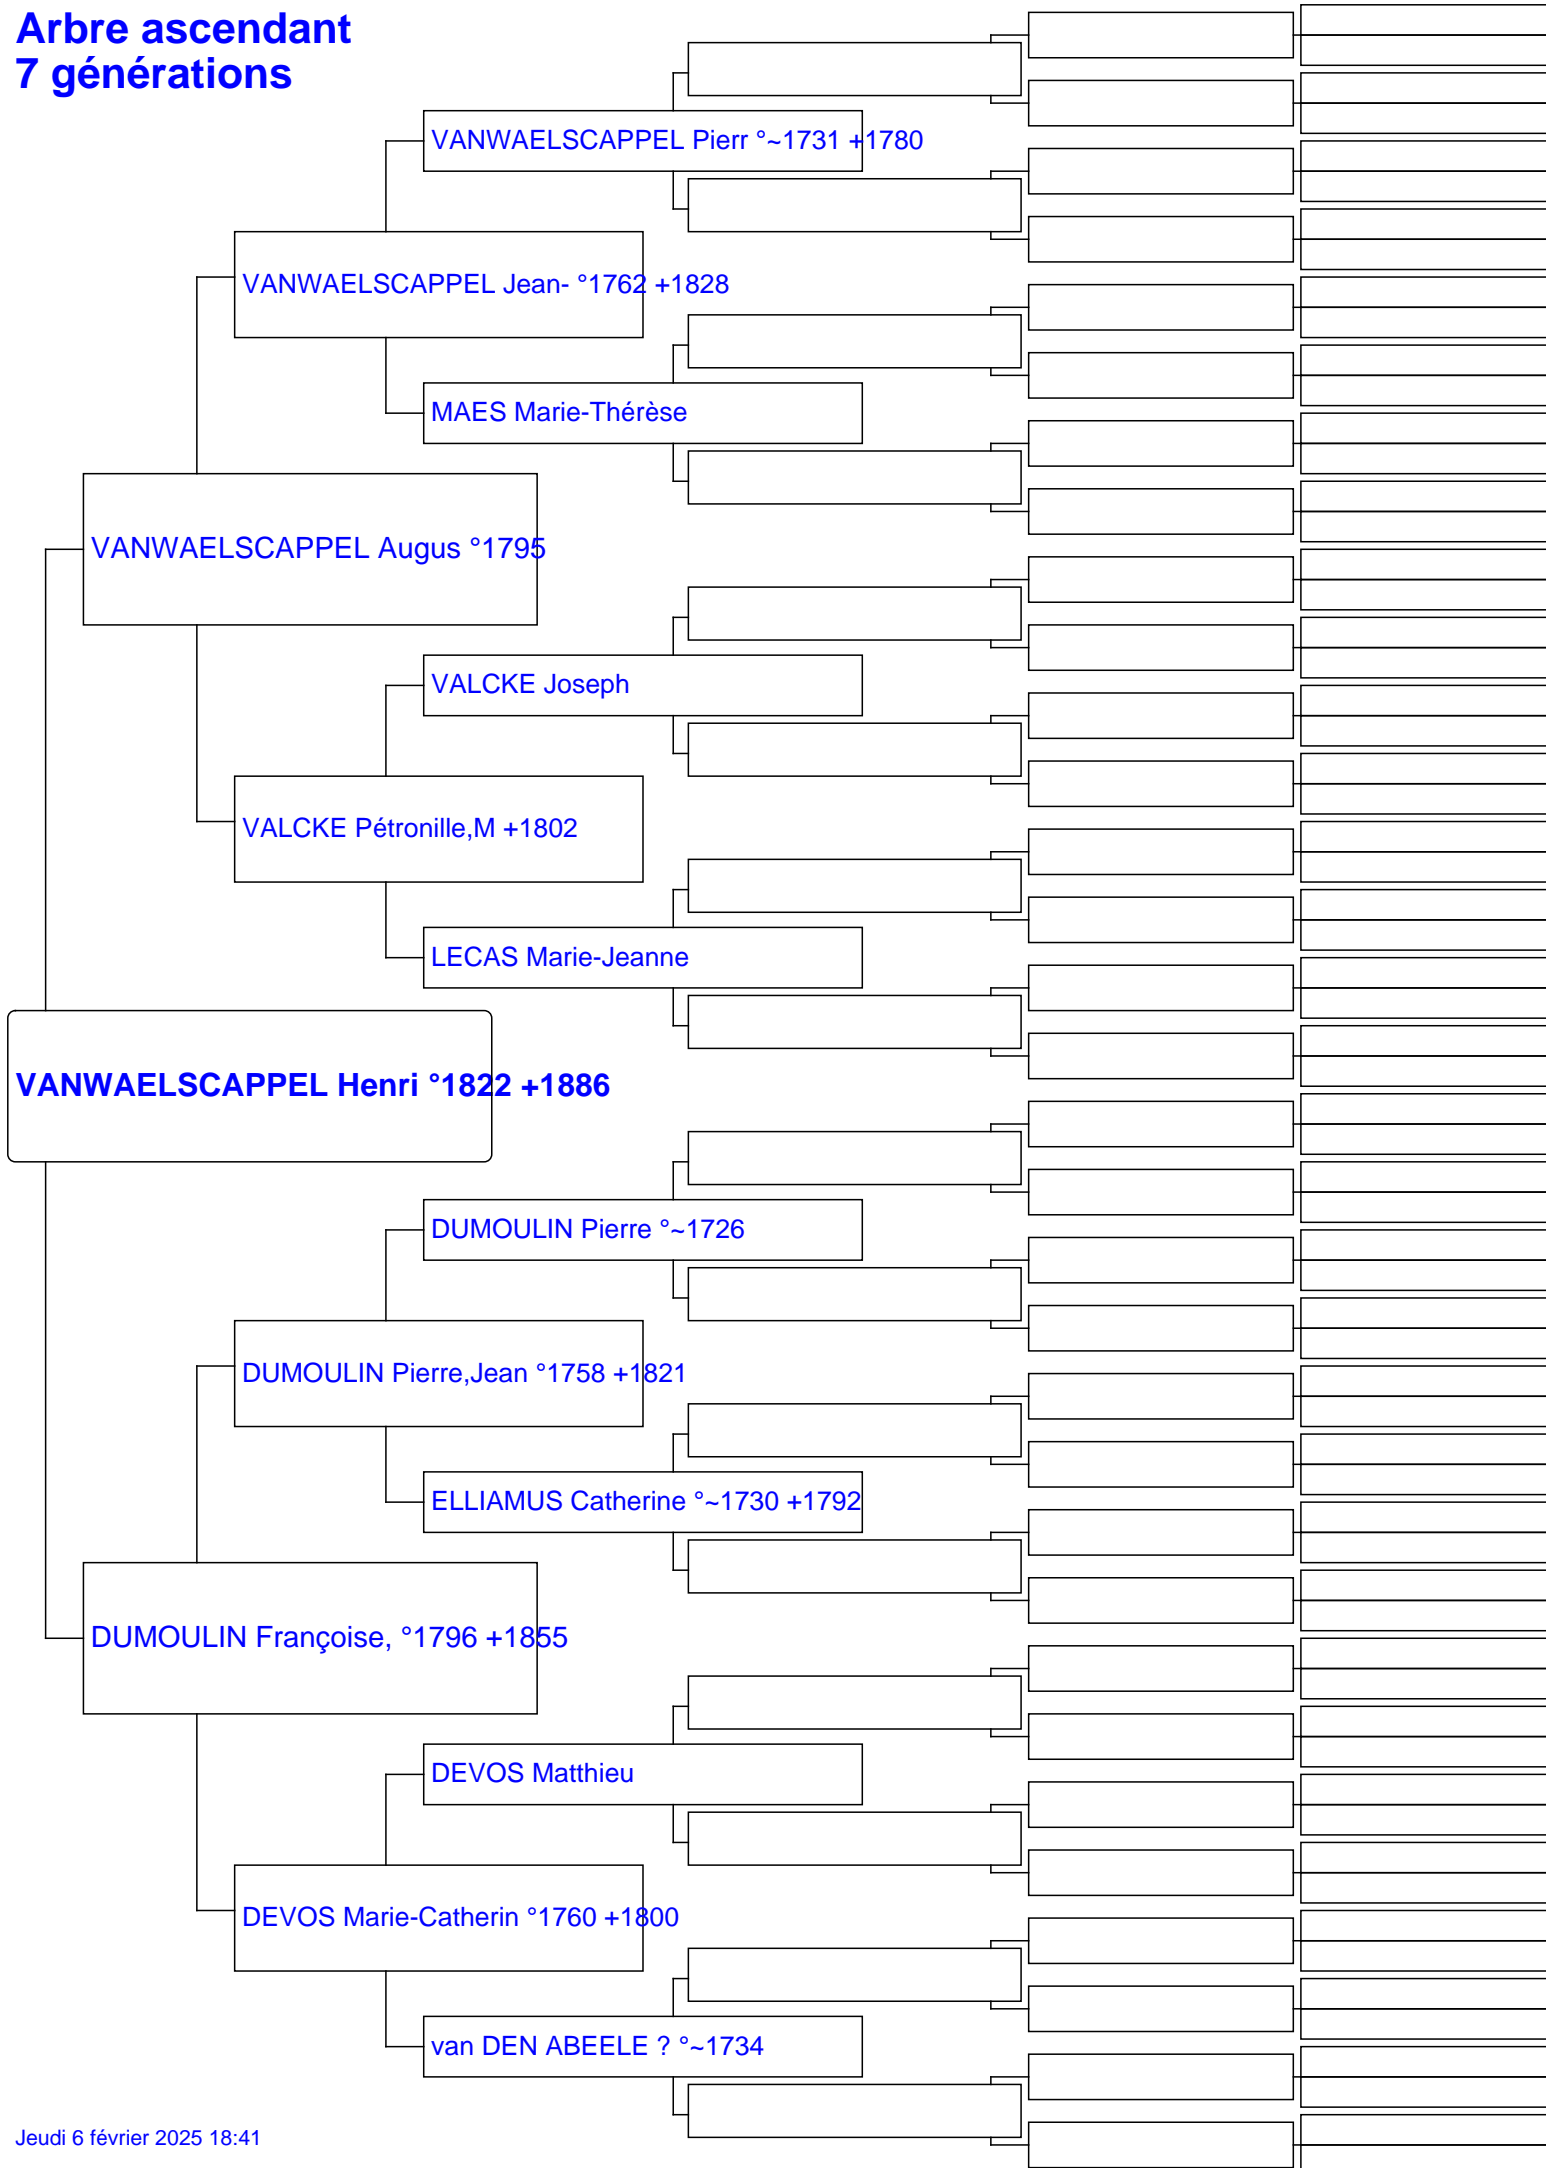 Arbre ascendant
7 générations
VANWAELSCAPPEL Pierr °~1731 +1780
VANWAELSCAPPEL Jean- °1762 +1828
MAES Marie-Thérèse
VANWAELSCAPPEL Augus °1795
VALCKE Joseph
VALCKE Pétronille,M +1802
LECAS Marie-Jeanne
VANWAELSCAPPEL Henri °1822 +1886
DUMOULIN Pierre °~1726
DUMOULIN Pierre,Jean °1758 +1821
ELLIAMUS Catherine °~1730 +1792
DUMOULIN Françoise, °1796 +1855
DEVOS Matthieu
DEVOS Marie-Catherin °1760 +1800
van DEN ABEELE ? °~1734
Jeudi 6 février 2025 18:41